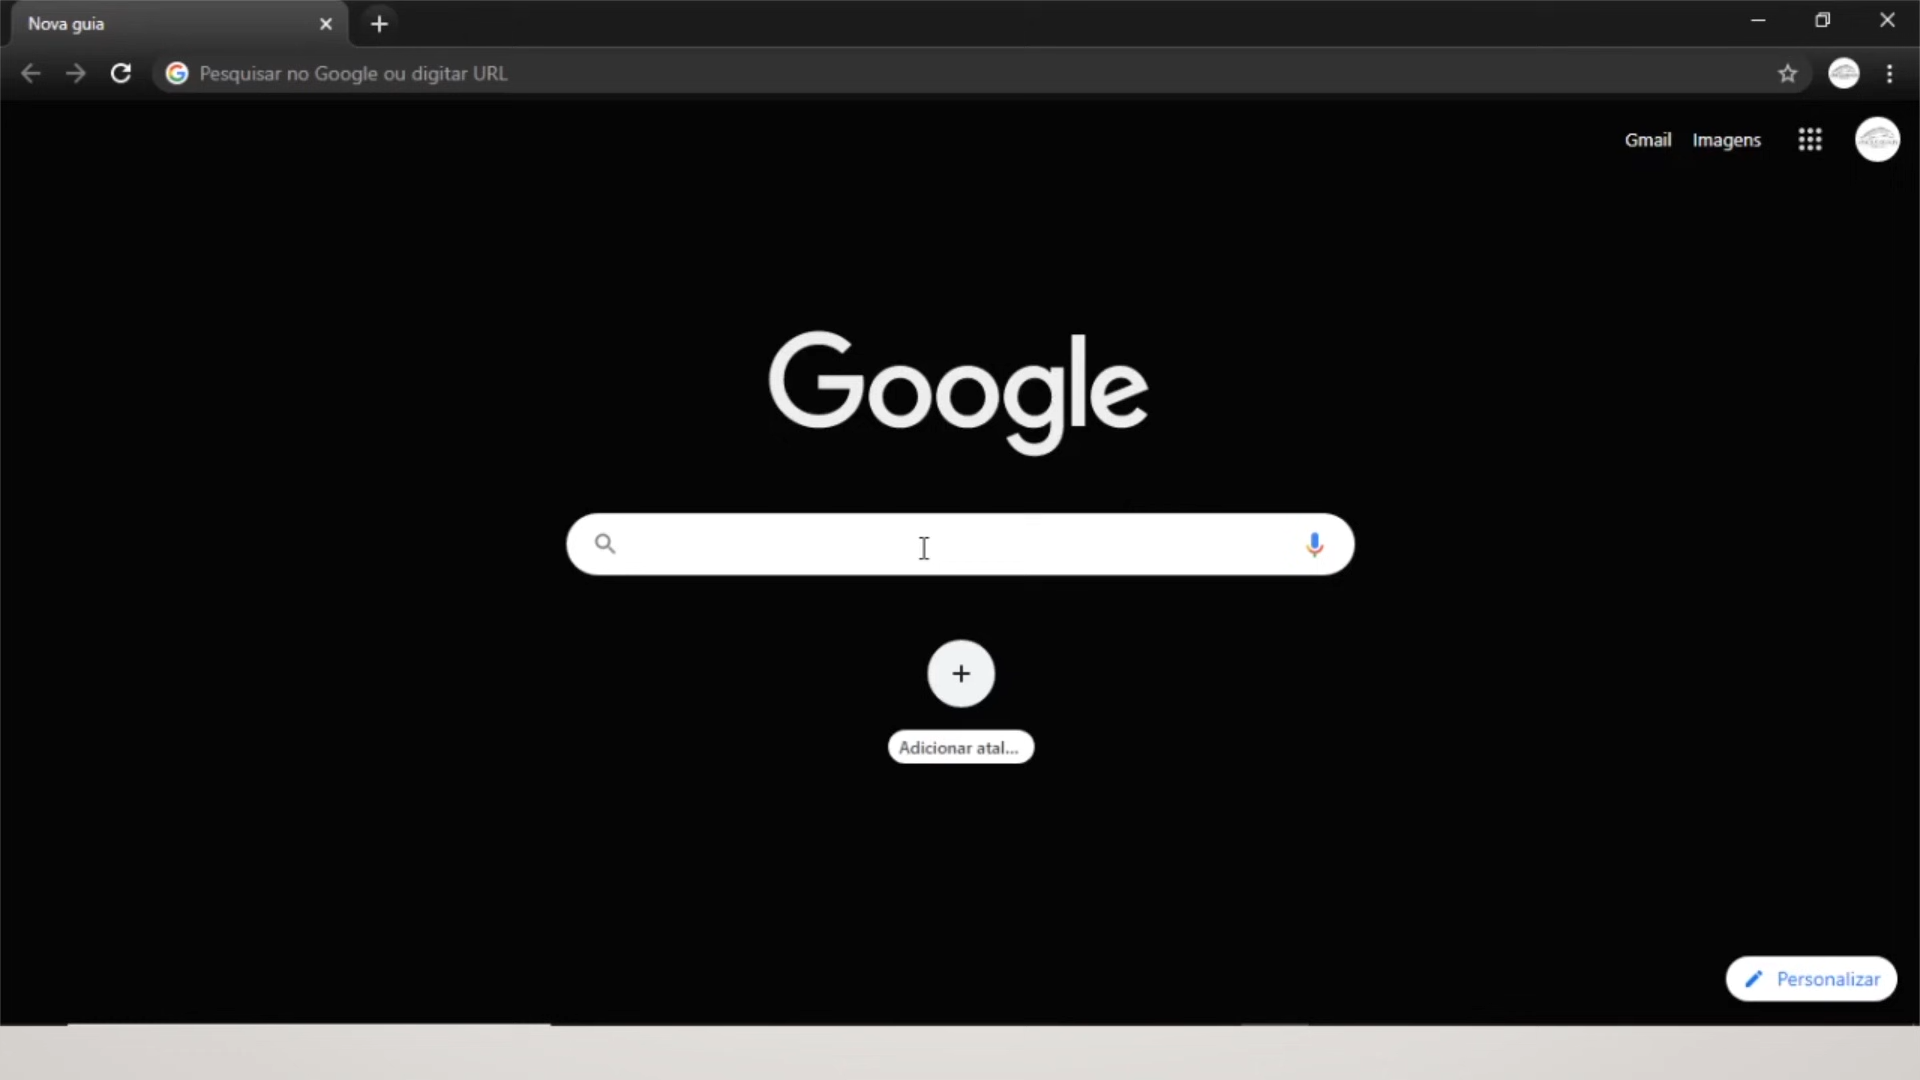 Nova guia
Pesquisar no Google ou digitar URL
Gmail Imagens
Google
Adicionar atal...
Personalizar